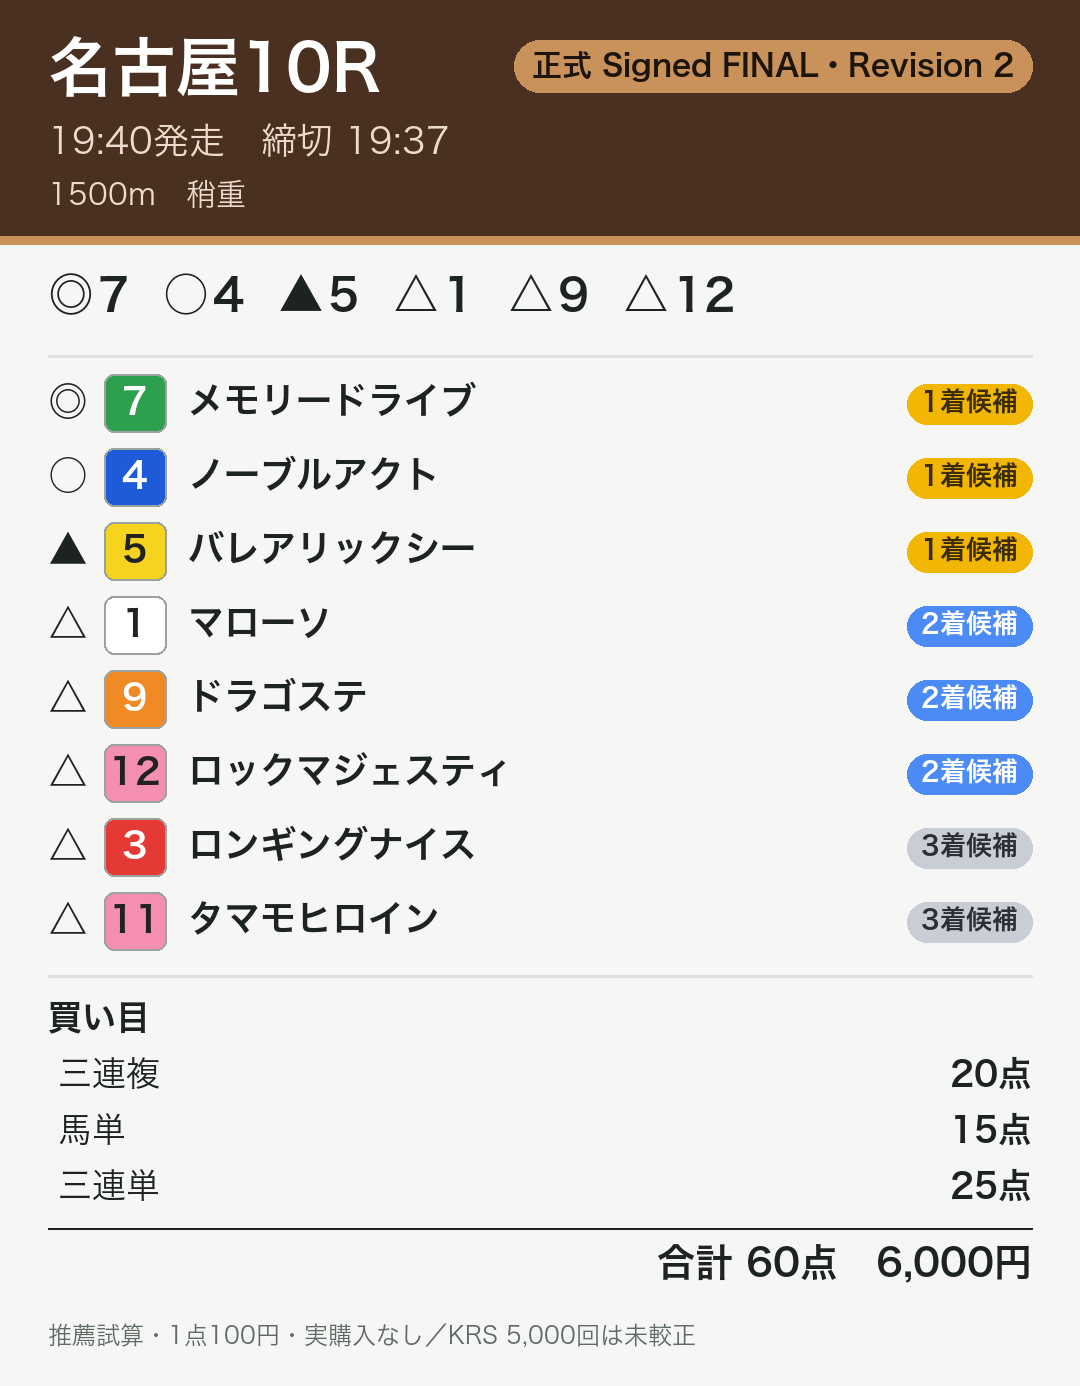 名古屋10R
正式 Signed FINAL・Revision 2
19:40発走　締切 19:37
1500m　稍重
◎7 ○4 ▲5 △1 △9 △12
◎ 7 メモリードライブ 1着候補
○ 4 ノーブルアクト 1着候補
▲ 5 バレアリックシー 1着候補
△ 1 マローソ 2着候補
△ 9 ドラゴステ 2着候補
△ 12 ロックマジェスティ 2着候補
△ 3 ロンギングナイス 3着候補
△ 11 タマモヒロイン 3着候補
買い目
三連複 20点
馬単 15点
三連単 25点
合計 60点　6,000円
推薦試算・1点100円・実購入なし／KRS 5,000回は未較正